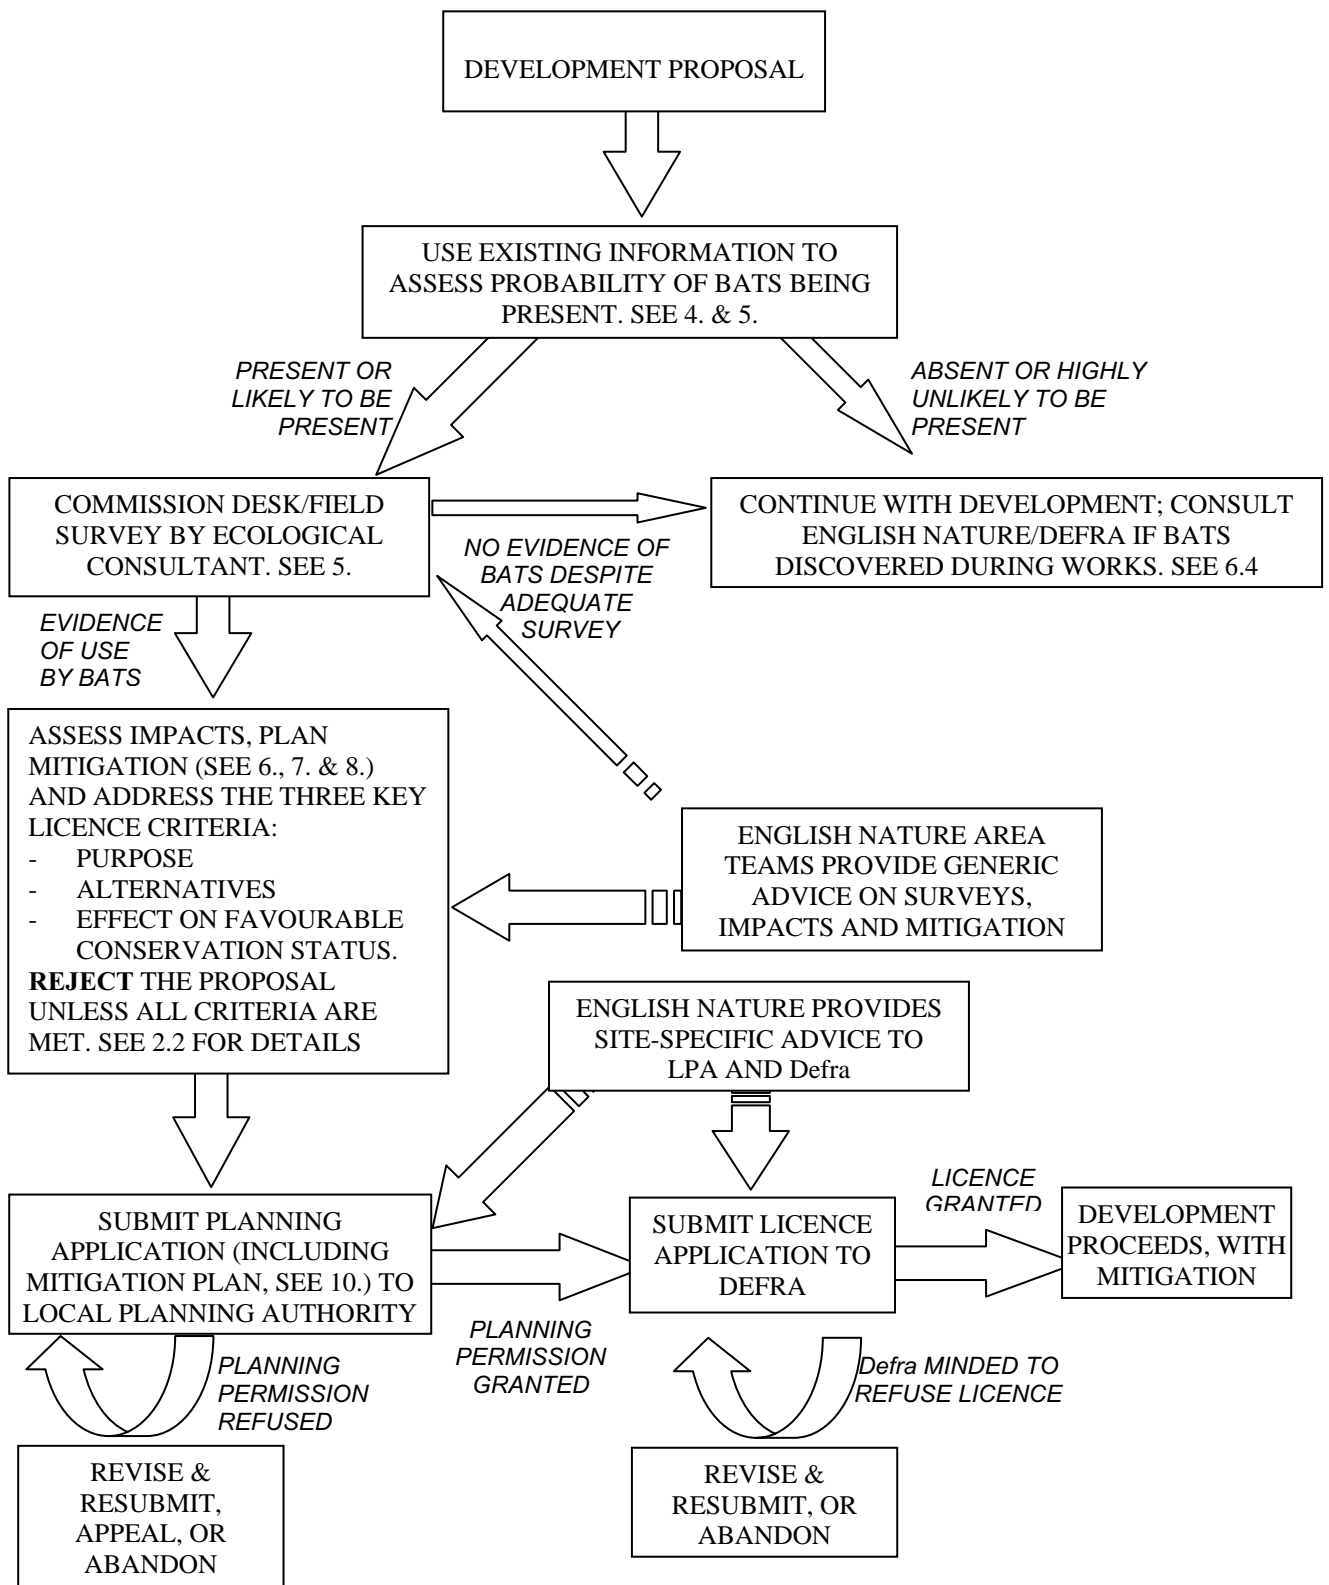 DEVELOPMENT PROPOSAL
USE EXISTING INFORMATION TO
ASSESS PROBABILITY OF BATS BEING
PRESENT. SEE 4. & 5.
PRESENT OR
LIKELY TO BE
PRESENT
ABSENT OR HIGHLY
UNLIKELY TO BE
PRESENT
COMMISSION DESK/FIELD
SURVEY BY ECOLOGICAL
CONSULTANT. SEE 5.
NO EVIDENCE OF
BATS DESPITE
ADEQUATE
SURVEY
CONTINUE WITH DEVELOPMENT; CONSULT
ENGLISH NATURE/DEFRA IF BATS
DISCOVERED DURING WORKS. SEE 6.4
EVIDENCE
OF USE
BY BATS
ASSESS IMPACTS, PLAN
MITIGATION (SEE 6., 7. & 8.)
AND ADDRESS THE THREE KEY
LICENCE CRITERIA:
- PURPOSE
- ALTERNATIVES
- EFFECT ON FAVOURABLE
CONSERVATION STATUS.
REJECT THE PROPOSAL
UNLESS ALL CRITERIA ARE
MET. SEE 2.2 FOR DETAILS
ENGLISH NATURE AREA
TEAMS PROVIDE GENERIC
ADVICE ON SURVEYS,
IMPACTS AND MITIGATION
ENGLISH NATURE PROVIDES
SITE-SPECIFIC ADVICE TO
LPA AND Defra
SUBMIT PLANNING
APPLICATION (INCLUDING
MITIGATION PLAN, SEE 10.) TO
LOCAL PLANNING AUTHORITY
PLANNING
PERMISSION
GRANTED
SUBMIT LICENCE
APPLICATION TO
DEFRA
LICENCE
GRANTED
DEVELOPMENT
PROCEEDS, WITH
MITIGATION
PLANNING
PERMISSION
REFUSED
REVISE &
RESUBMIT,
APPEAL, OR
ABANDON
Defra MINDED TO
REFUSE LICENCE
REVISE &
RESUBMIT, OR
ABANDON